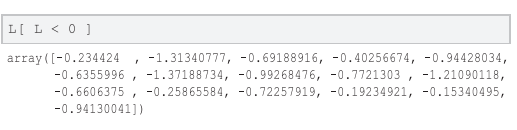 L[ L < 0 ]
array([-0.234424  , -1.31340777, -0.69188916, -0.40256674, -0.94428034,
-0.6355996 , -1.37188734, -0.99268476, -0.7721303 , -1.21090118,
-0.6606375 , -0.25865584, -0.72257919, -0.19234921, -0.15340495,
-0.94130041])